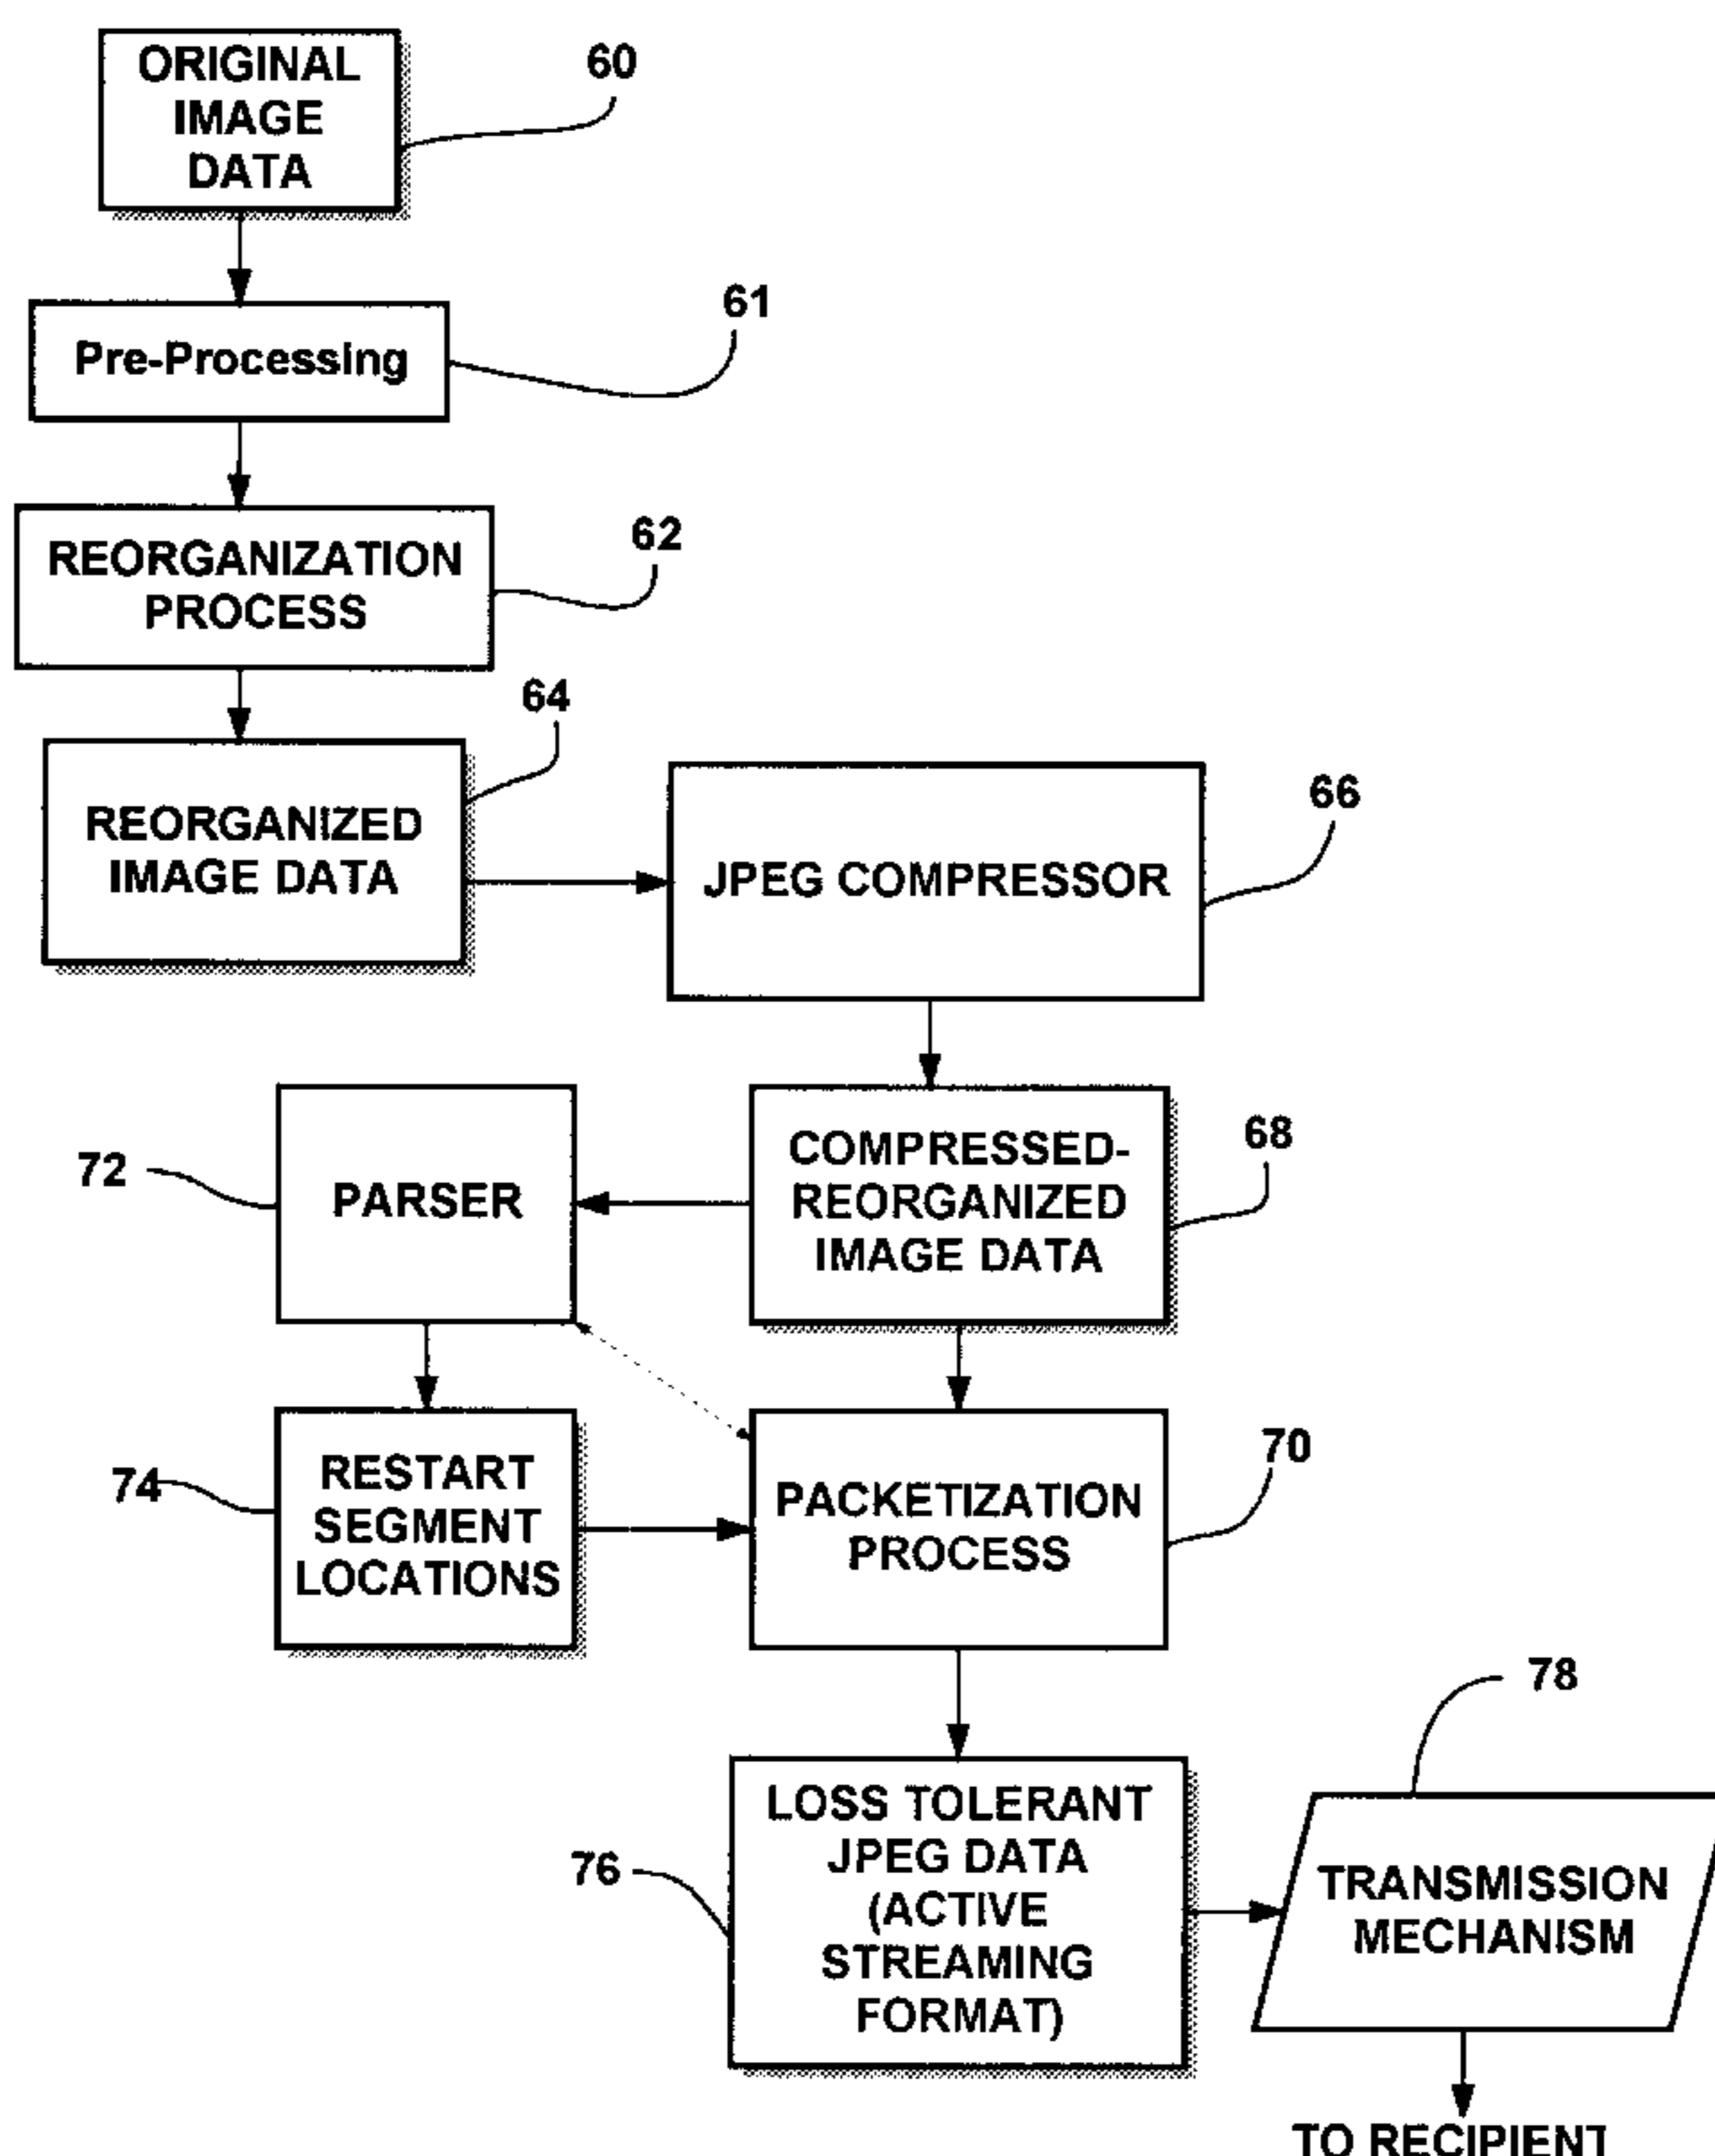 ORIGINAL
IMAGE
DATA
60
Pre-Processing
61
REORGANIZATION
PROCESS
62
REORGANIZED
IMAGE DATA
64
JPEG COMPRESSOR
66
72
PARSER
COMPRESSED-
REORGANIZED
IMAGE DATA
68
74
RESTART
SEGMENT
LOCATIONS
PACKETIZATION
PROCESS
70
76
LOSS TOLERANT
JPEG DATA
(ACTIVE
STREAMING
FORMAT)
78
TRANSMISSION
MECHANISM
TO RECIPIENT